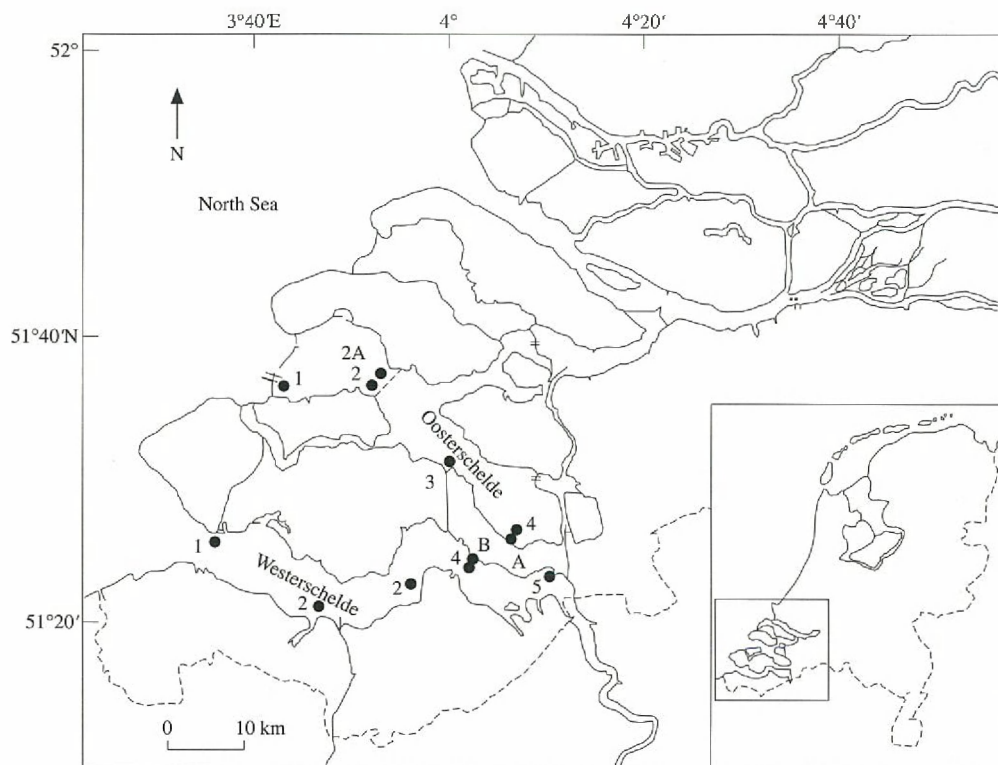 3°40′E
4°
4°20′
4°40′
52°
N
North Sea
51°40′N
2A
2
1
Oosterschelde
3
4
B
A
4
1
Westerschelde
2
2
5
51°20′
0
10 km